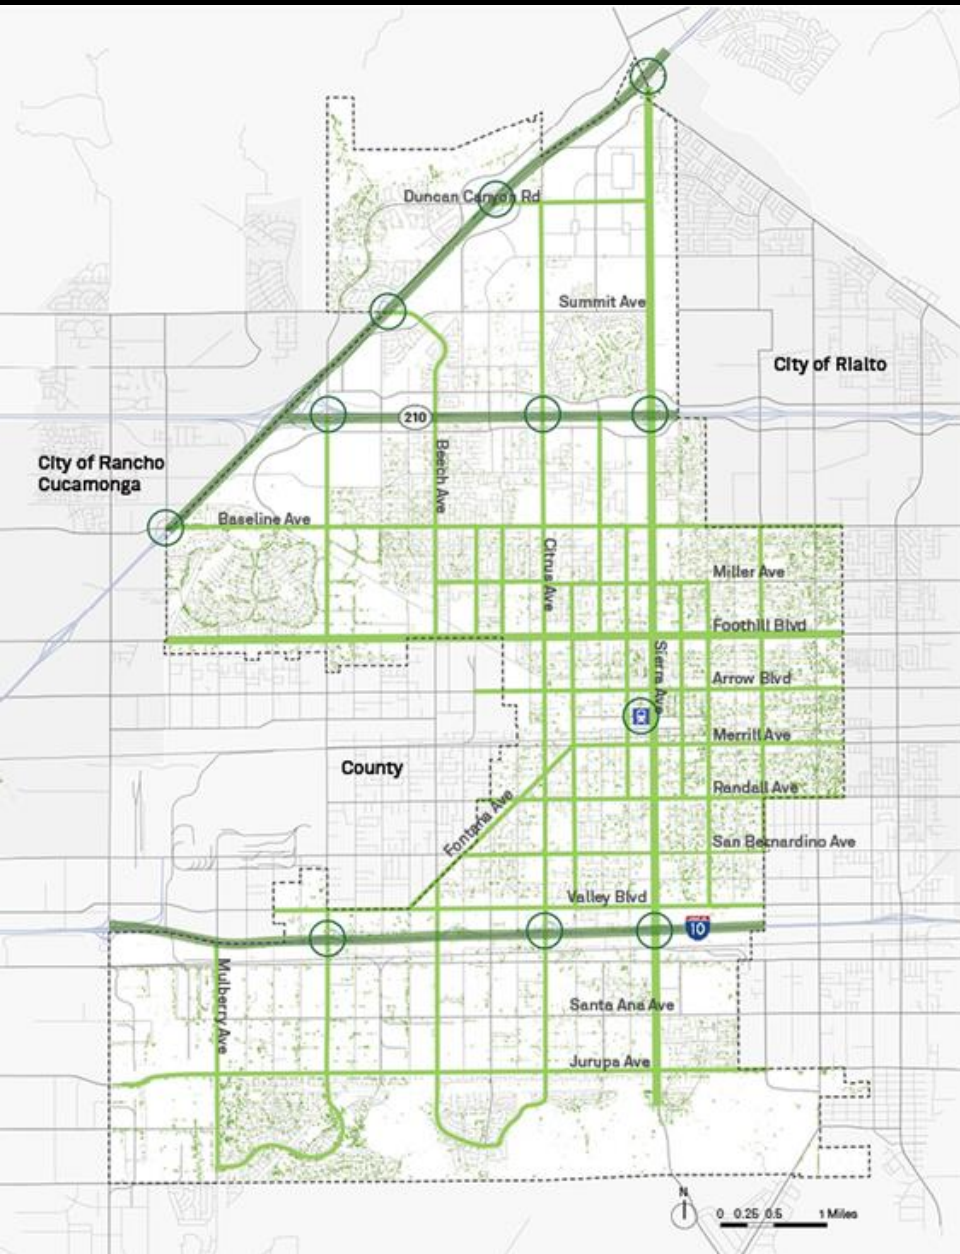 Duncan Canyon Rd
Summit Ave
City of Rialto
210
City of Rancho
Cucamonga
Beech Ave
Baseline Ave
Citrus Ave
Miller Ave
Foothill Blvd
Sierra Ave
Arrow Blvd
Merrill Ave
County
Randall Ave
Fontana Ave
San Bernardino Ave
Valley Blvd
10
Mulberry Ave
Santa Ana Ave
Jurupa Ave
N
0 0.25 0.5 1 Miles